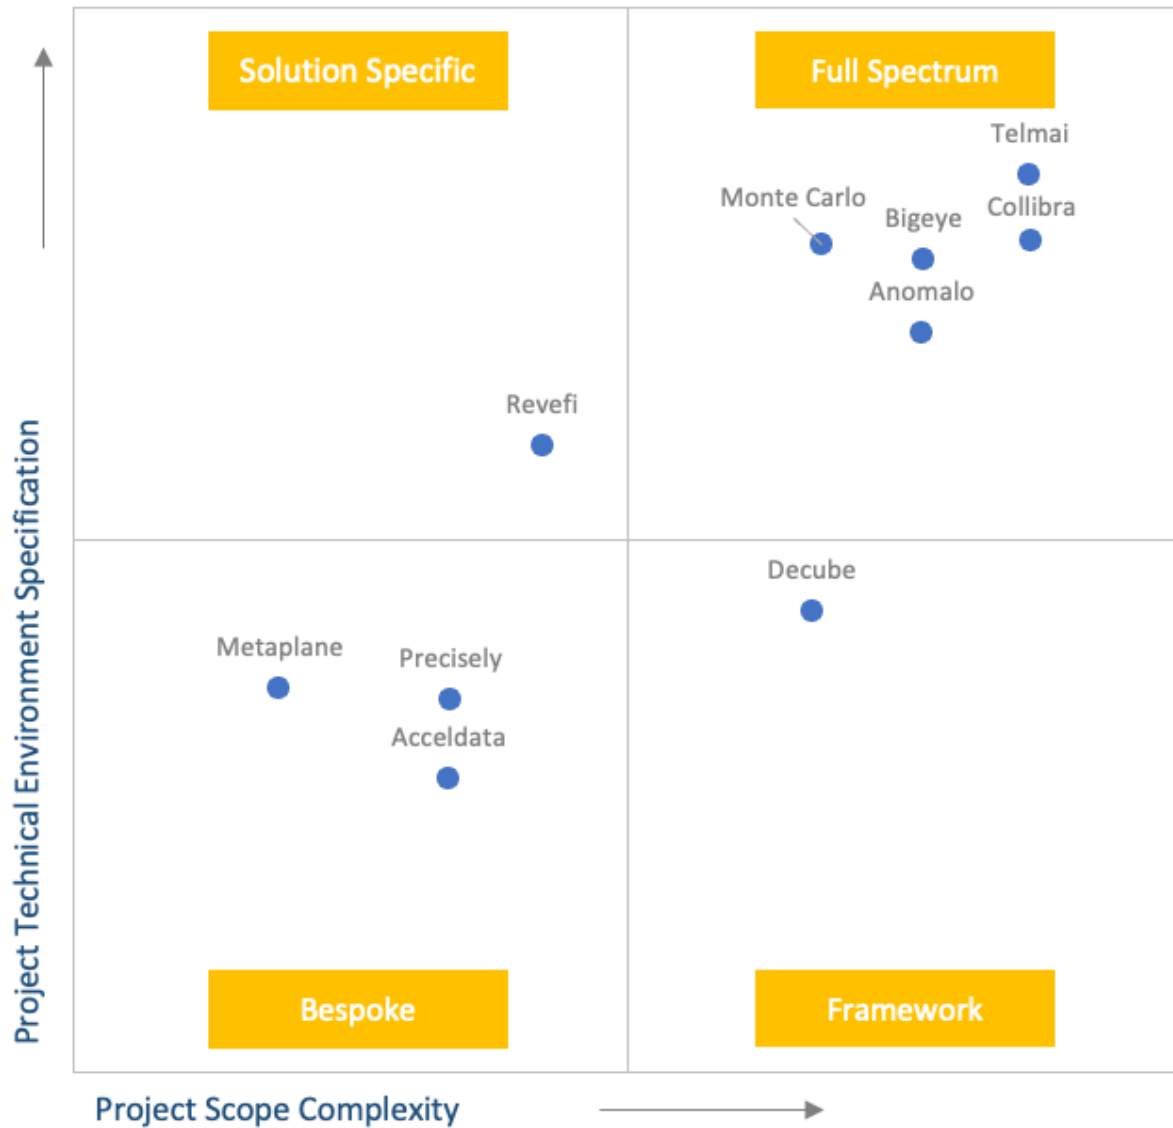 Solution Specific
Full Spectrum
Telmai
Monte Carlo
Collibra
Bigeye
Anomalo
Revefi
Decube
Metaplane
Precisely
Acceldata
Bespoke
Framework
Project Technical Environment Specification
Project Scope Complexity